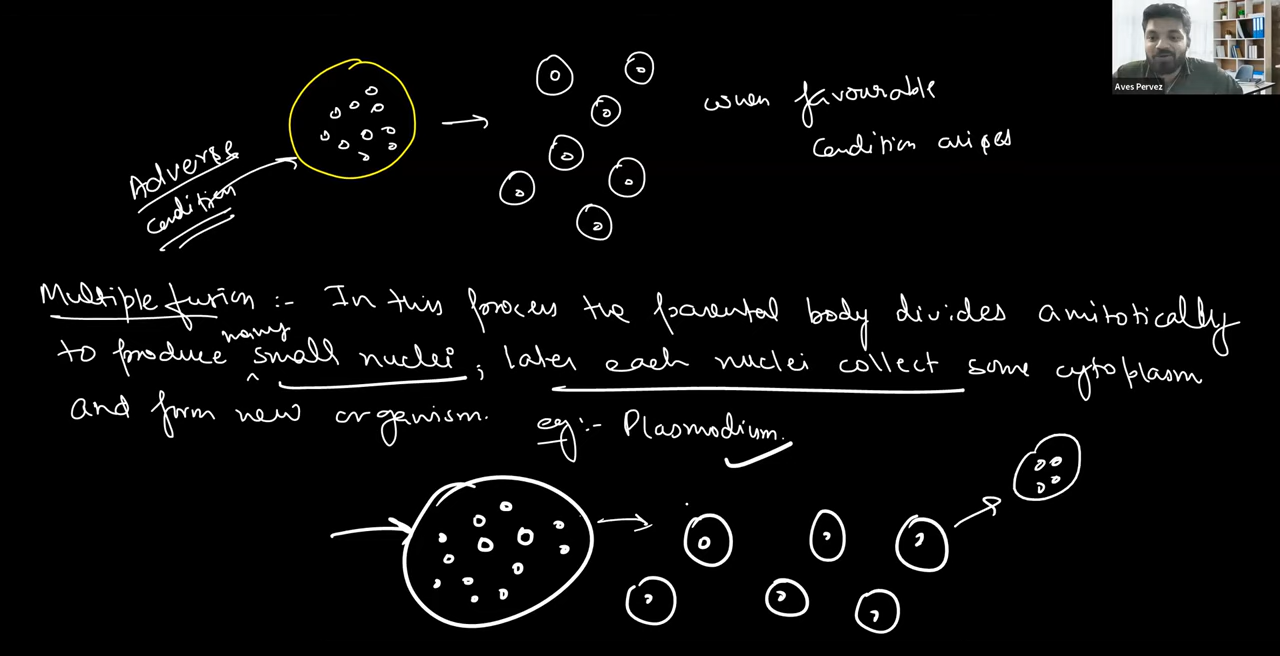 Aves Pervez
when favourable
condition arises
Adverse
condition
Multiple fusion :- In this process the parental body divides amitotically
many
to produce ^ small nuclei, later each nuclei collect some cytoplasm
and form new organism. eg:- Plasmodium.